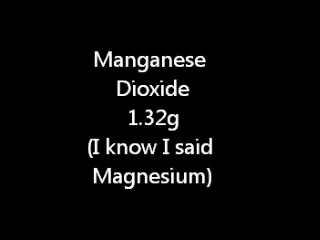 Manganese
Dioxide
1.32g
(I know I said
Magnesium)